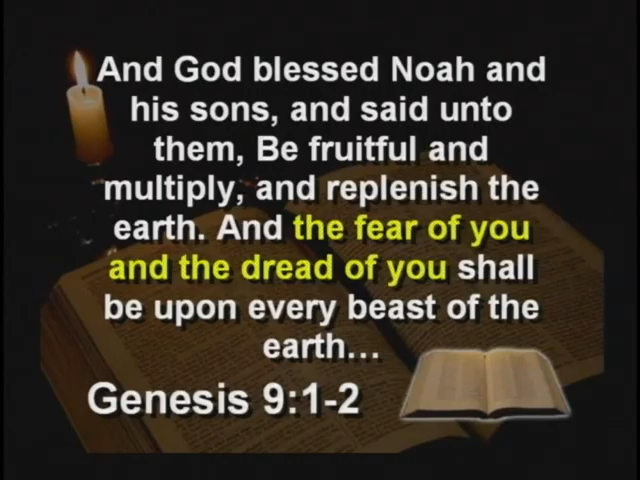 And God blessed Noah and
his sons, and said unto
them, Be fruitful and
multiply, and replenish the
earth. And the fear of you
and the dread of you shall
be upon every beast of the
earth…
Genesis 9:1-2